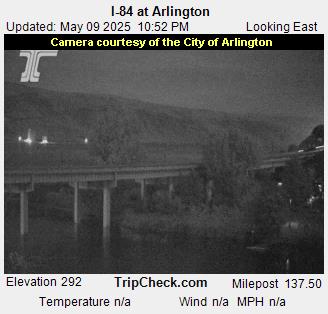 I-84 at Arlington
Updated: May 09 2025 10:52 PM Looking East
Camera courtesy of the City of Arlington
Elevation 292 TripCheck.com Milepost 137.50
Temperature n/a Wind n/a MPH n/a